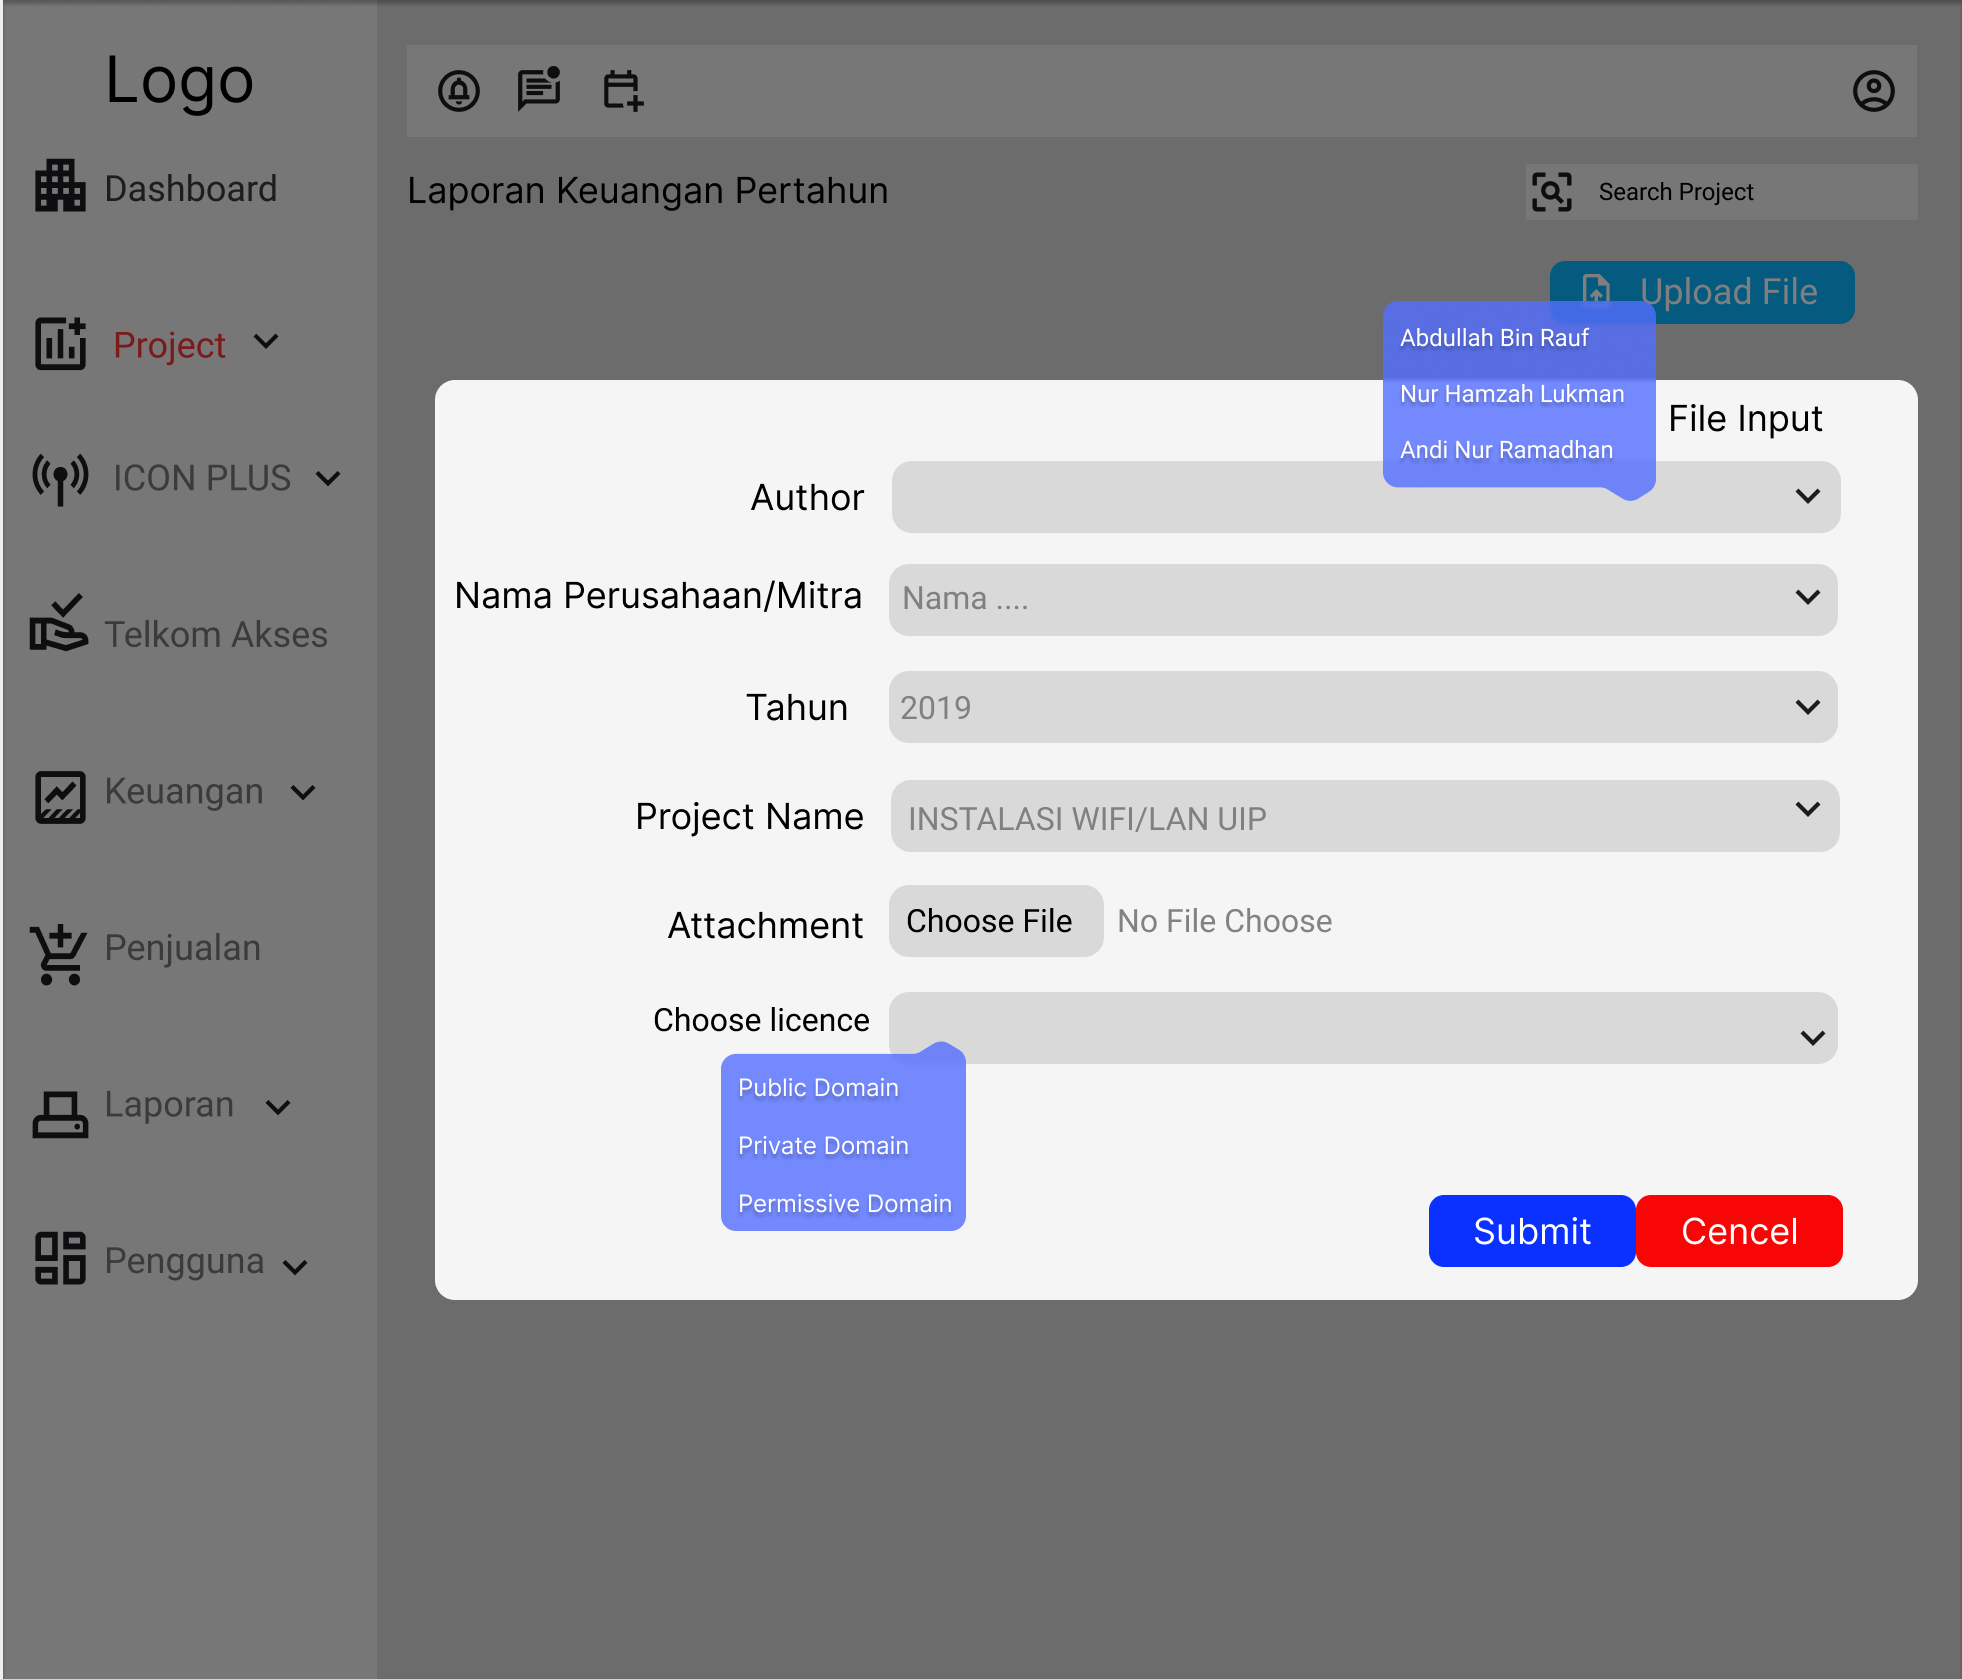 Logo
Dashboard
Project
ICON PLUS
Telkom Akses
Keuangan
Penjualan
Laporan
Pengguna
Laporan Keuangan Pertahun
Search Project
Upload File
Abdullah Bin Rauf
Nur Hamzah Lukman
Andi Nur Ramadhan
File Input
Author
Nama Perusahaan/Mitra
Nama ....
Tahun
2019
Project Name
INSTALASI WIFI/LAN UIP
Attachment
Choose File
No File Choose
Choose licence
Public Domain
Private Domain
Permissive Domain
Submit
Cencel